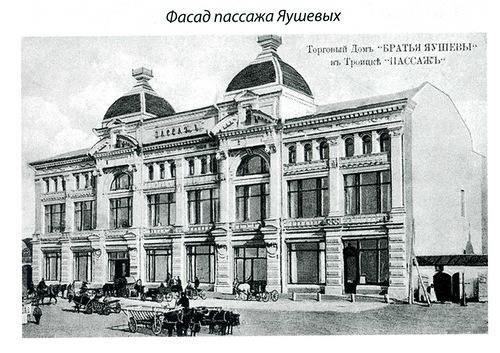 Фасад пассажа Яушевых
Торговый Домъ "БРАТЬЯ ЯУШЕВЫ"
въ Троицкѣ "ПАССАЖЪ"
ПАССАЖЪ